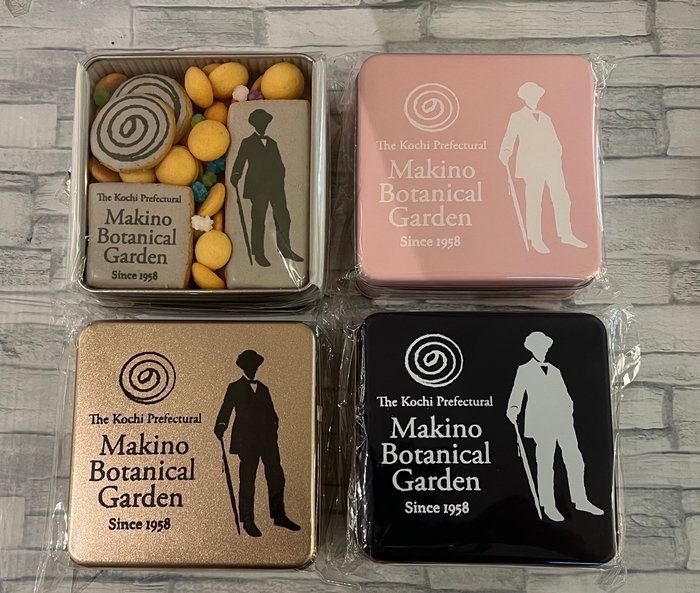 The Kochi Prefectural
Makino
Botanical
Garden
Since 1958
The Kochi Prefectural
Makino
Botanical
Garden
Since 1958
The Kochi Prefectural
Makino
Botanical
Garden
Since 1958
The Kochi Prefectural
Makino
Botanical
Garden
Since 1958